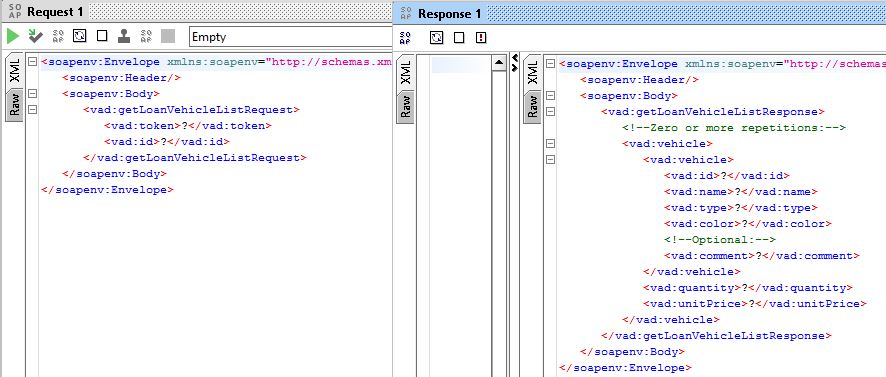 SO AP Request 1
SO AP Empty
XML
Raw
<soapenv:Envelope xmlns:soapenv="http://schemas.xm
<soapenv:Header/>
<soapenv:Body>
<vad:getLoanVehicleListRequest>
<vad:token>?</vad:token>
<vad:id>?</vad:id>
</vad:getLoanVehicleListRequest>
</soapenv:Body>
</soapenv:Envelope>
SO AP Response 1
SO AP
XML
Raw
XML
Raw
<soapenv:Envelope xmlns:soapenv="http://schemas
<soapenv:Header/>
<soapenv:Body>
<vad:getLoanVehicleListResponse>
<!--Zero or more repetitions:-->
<vad:vehicle>
<vad:vehicle>
<vad:id>?</vad:id>
<vad:name>?</vad:name>
<vad:type>?</vad:type>
<vad:color>?</vad:color>
<!--Optional:-->
<vad:comment>?</vad:comment>
</vad:vehicle>
<vad:quantity>?</vad:quantity>
<vad:unitPrice>?</vad:unitPrice>
</vad:vehicle>
</vad:getLoanVehicleListResponse>
</soapenv:Body>
</soapenv:Envelope>